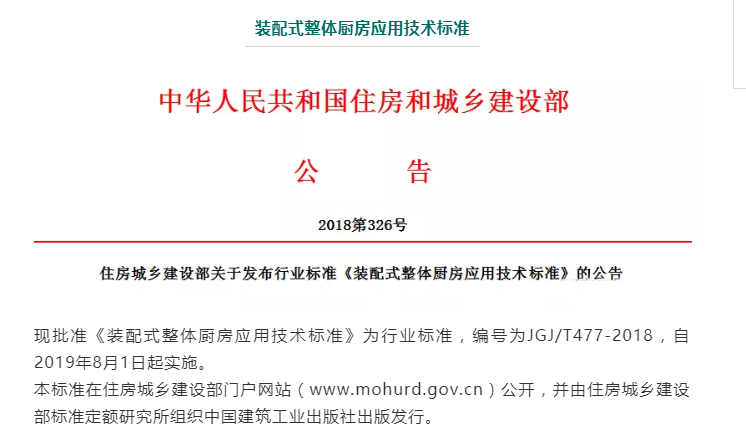 装配式整体厨房应用技术标准
中华人民共和国住房和城乡建设部
公 告
2018第326号
住房城乡建设部关于发布行业标准《装配式整体厨房应用技术标准》的公告
现批准《装配式整体厨房应用技术标准》为行业标准，编号为JGJ/T477-2018，自
2019年8月1日起实施。
本标准在住房城乡建设部门户网站（www.mohurd.gov.cn）公开，并由住房城乡建设
部标准定额研究所组织中国建筑工业出版社出版发行。